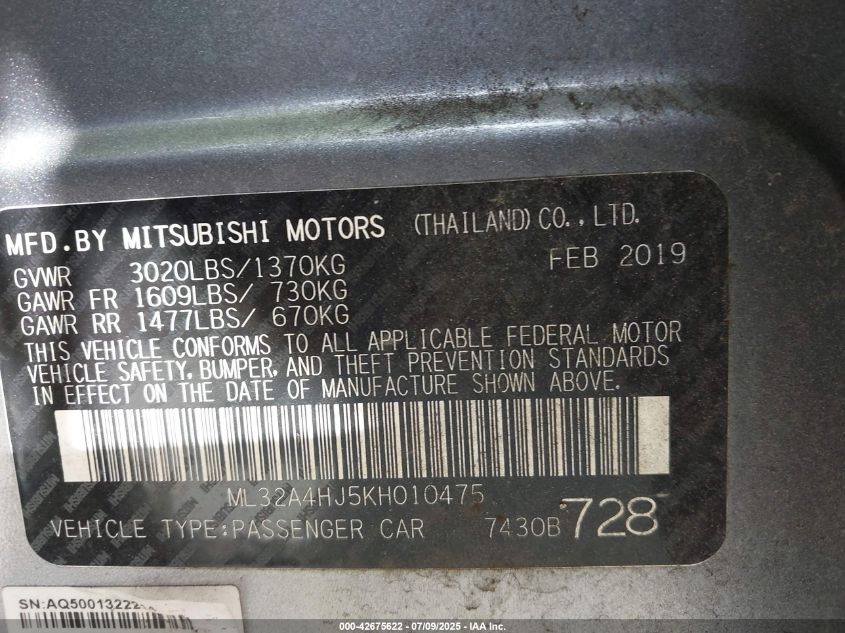 MFD.BY MITSUBISHI MOTORS (THAILAND) CO., LTD.
GVWR 3020LBS/1370KG FEB 2019
GAWR FR 1609LBS/ 730KG
GAWR RR 1477LBS/ 670KG
THIS VEHICLE CONFORMS TO ALL APPLICABLE FEDERAL MOTOR
VEHICLE SAFETY, BUMPER, AND THEFT PREVENTION STANDARDS
IN EFFECT ON THE DATE OF MANUFACTURE SHOWN ABOVE.
ML32A4HJ5KH010475
VEHICLE TYPE:PASSENGER CAR 7430B 728
000-42675622 - 07/09/2025 - IAA Inc.